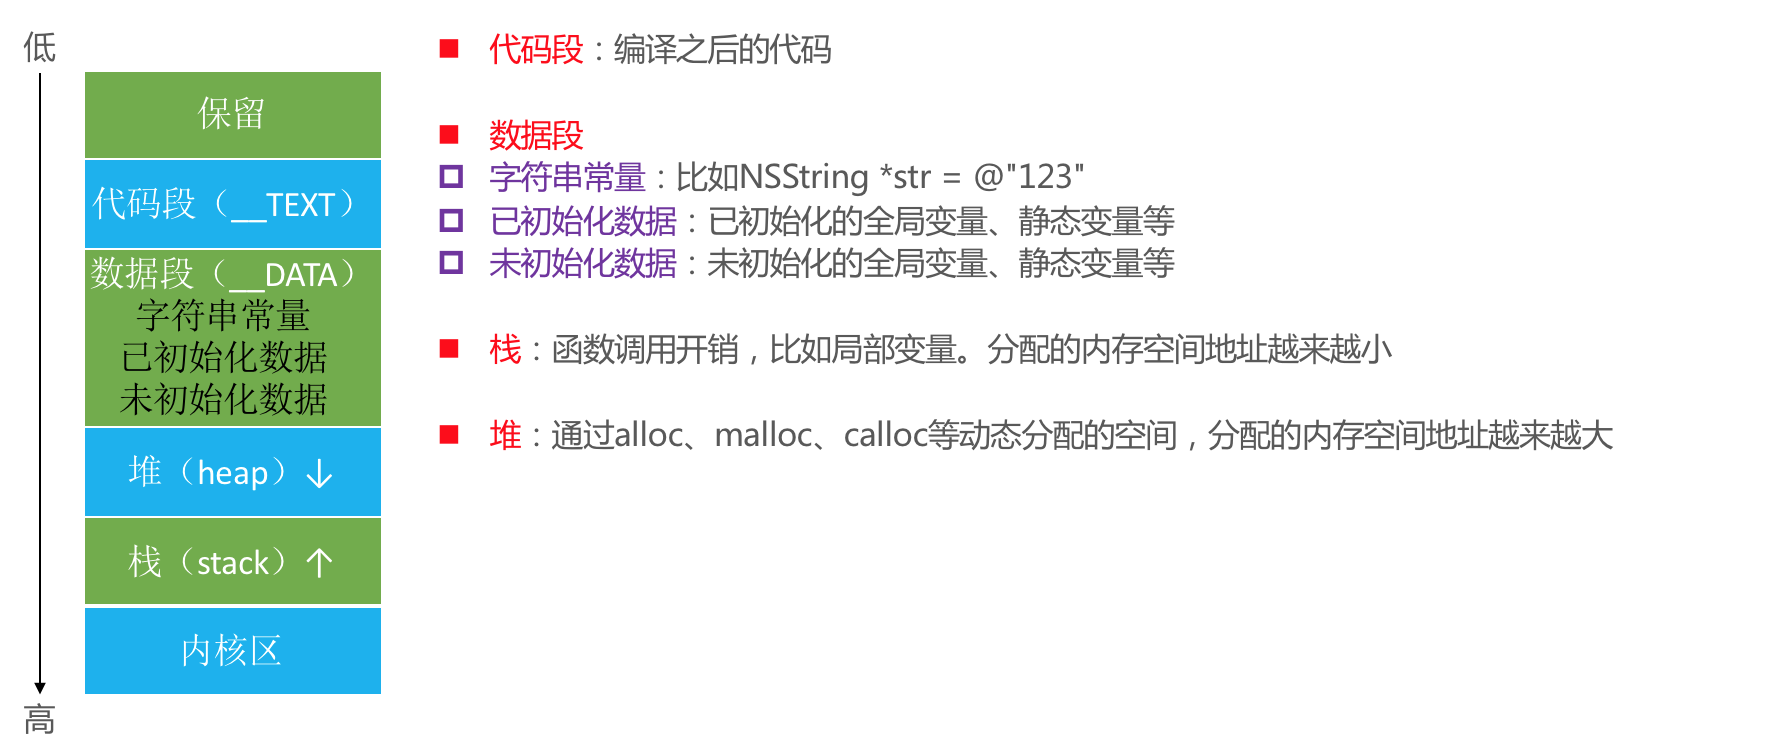 低
保留
代码段（__TEXT）
数据段（__DATA）
字符串常量
已初始化数据
未初始化数据
堆（heap）↓
栈（stack）↑
内核区
高
代码段：编译之后的代码
数据段
字符串常量：比如NSString *str = @"123"
已初始化数据：已初始化的全局变量、静态变量等
未初始化数据：未初始化的全局变量、静态变量等
栈：函数调用开销，比如局部变量。分配的内存空间地址越来越小
堆：通过alloc、malloc、calloc等动态分配的空间，分配的内存空间地址越来越大